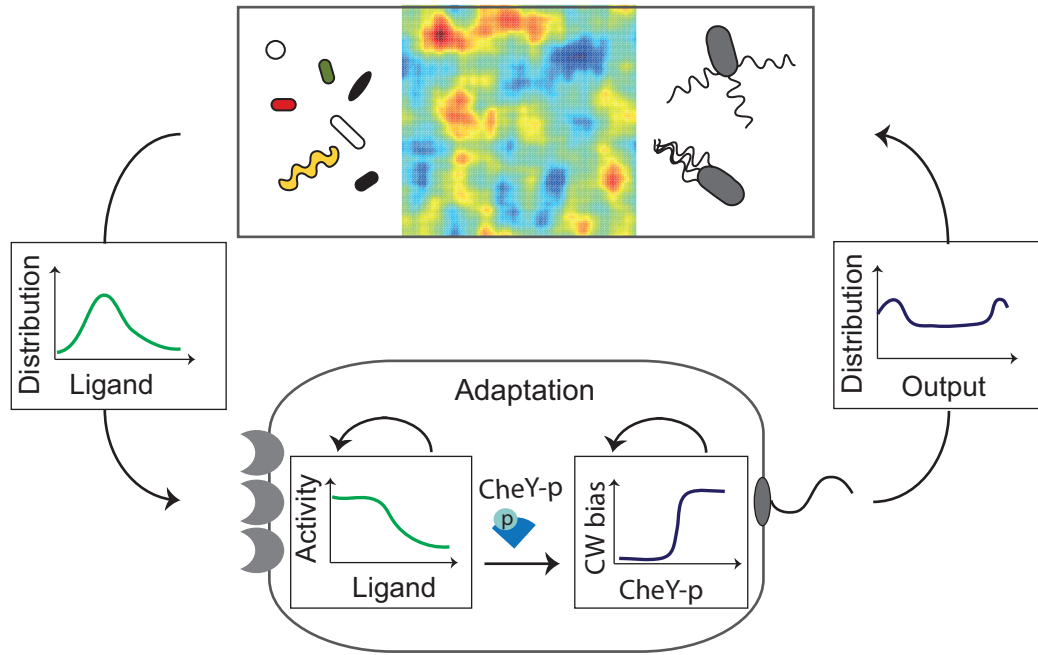 Distribution
Ligand
Distribution
Output
Adaptation
Activity
Ligand
CheY-p
p
CW bias
CheY-p